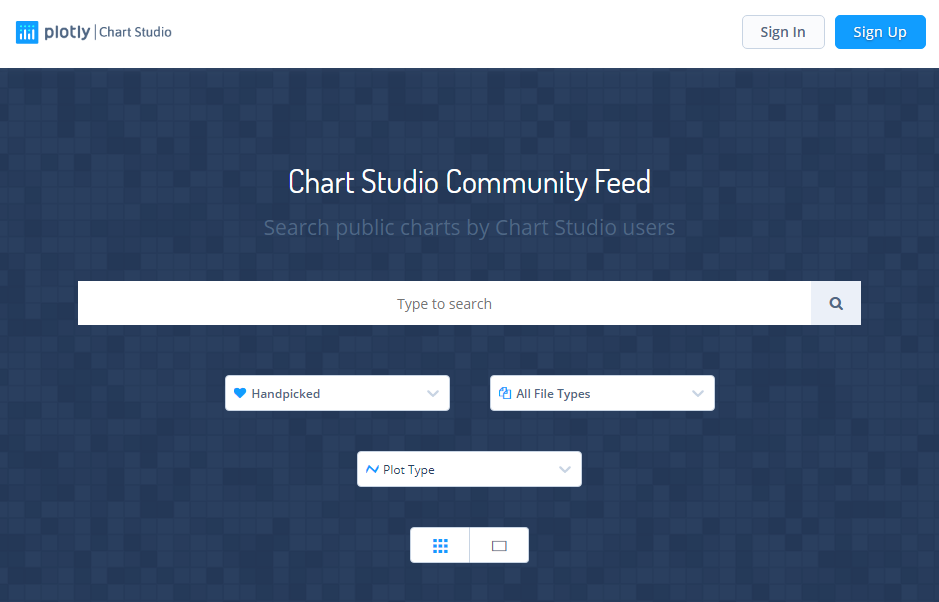 plotly | Chart Studio
Sign In
Sign Up
Chart Studio Community Feed
Search public charts by Chart Studio users
Type to search
Handpicked
All File Types
Plot Type